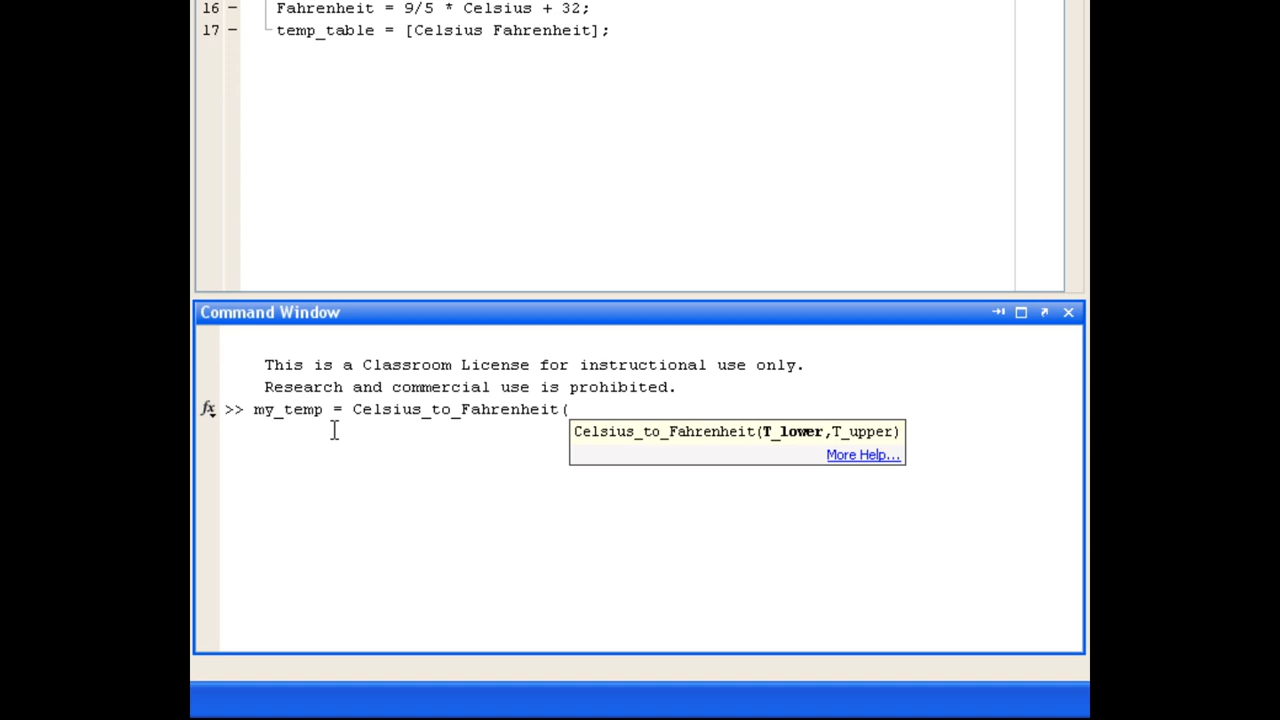 16 – Fahrenheit = 9/5 * Celsius + 32;
17 – temp_table = [Celsius Fahrenheit];
Command Window
This is a Classroom License for instructional use only.
Research and commercial use is prohibited.
fx >> my_temp = Celsius_to_Fahrenheit(
Celsius_to_Fahrenheit(T_lower,T_upper)
More Help...